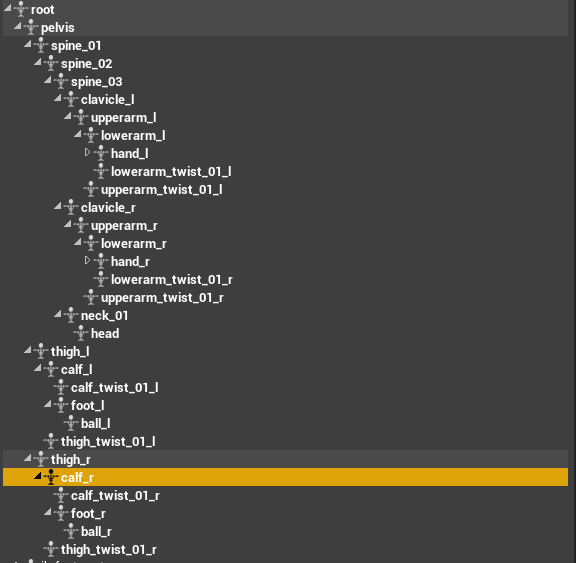 root
pelvis
spine_01
spine_02
spine_03
clavicle_l
upperarm_l
lowerarm_l
hand_l
lowerarm_twist_01_l
upperarm_twist_01_l
clavicle_r
upperarm_r
lowerarm_r
hand_r
lowerarm_twist_01_r
upperarm_twist_01_r
neck_01
head
thigh_l
calf_l
calf_twist_01_l
foot_l
ball_l
thigh_twist_01_l
thigh_r
calf_r
calf_twist_01_r
foot_r
ball_r
thigh_twist_01_r